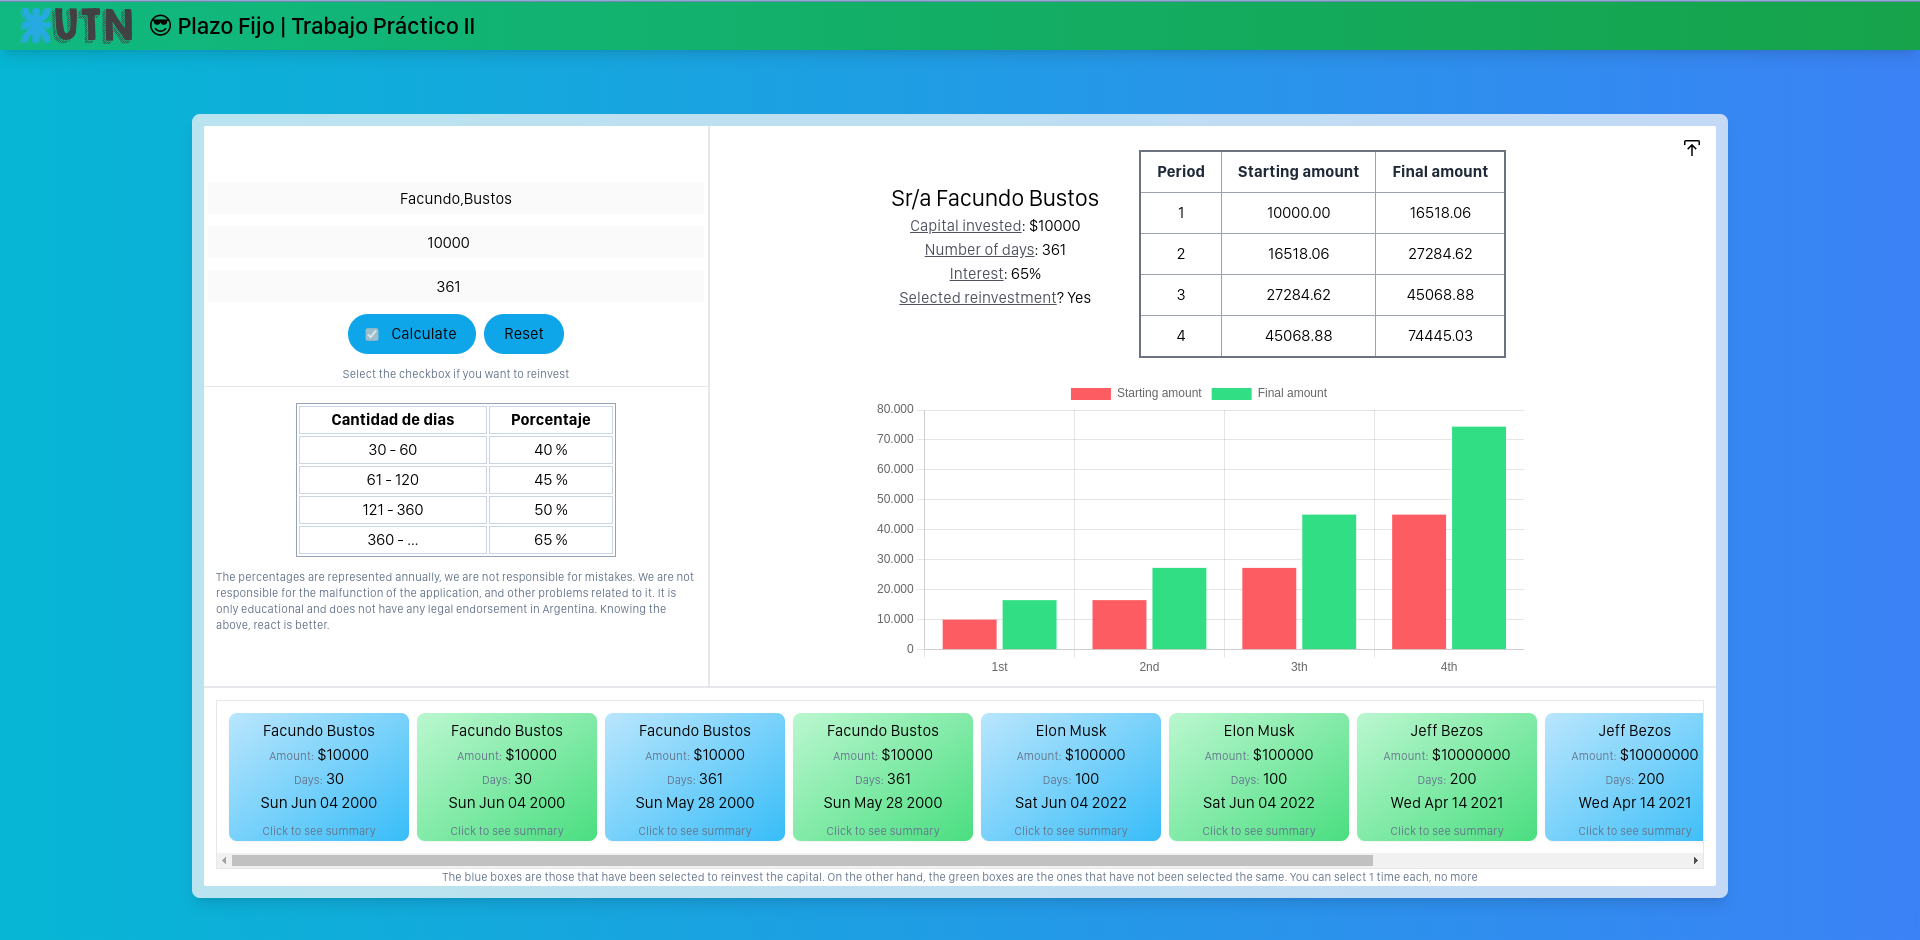 UTN 😎 Plazo Fijo | Trabajo Práctico II
Facundo,Bustos
10000
361
Calculate Reset
Select the checkbox if you want to reinvest
Cantidad de dias Porcentaje
30 - 60 40 %
61 - 120 45 %
121 - 360 50 %
360 - ... 65 %
The percentages are represented annually, we are not responsible for mistakes. We are not
responsible for the malfunction of the application, and other problems related to it. It is
only educational and does not have any legal endorsement in Argentina. Knowing the
above, react is better.
Sr/a Facundo Bustos
Capital invested: $10000
Number of days: 361
Interest: 65%
Selected reinvestment? Yes
Period Starting amount Final amount
1 10000.00 16518.06
2 16518.06 27284.62
3 27284.62 45068.88
4 45068.88 74445.03
Starting amount Final amount
80.000
70.000
60.000
50.000
40.000
30.000
20.000
10.000
0
1st 2nd 3th 4th
Facundo Bustos
Amount: $10000
Days: 30
Sun Jun 04 2000
Click to see summary
Facundo Bustos
Amount: $10000
Days: 30
Sun Jun 04 2000
Click to see summary
Facundo Bustos
Amount: $10000
Days: 361
Sun May 28 2000
Click to see summary
Facundo Bustos
Amount: $10000
Days: 361
Sun May 28 2000
Click to see summary
Elon Musk
Amount: $100000
Days: 100
Sat Jun 04 2022
Click to see summary
Elon Musk
Amount: $100000
Days: 100
Sat Jun 04 2022
Click to see summary
Jeff Bezos
Amount: $10000000
Days: 200
Wed Apr 14 2021
Click to see summary
Jeff Bezos
Amount: $10000000
Days: 200
Wed Apr 14 2021
Click to see summary
The blue boxes are those that have been selected to reinvest the capital. On the other hand, the green boxes are the ones that have not been selected the same. You can select 1 time each, no more